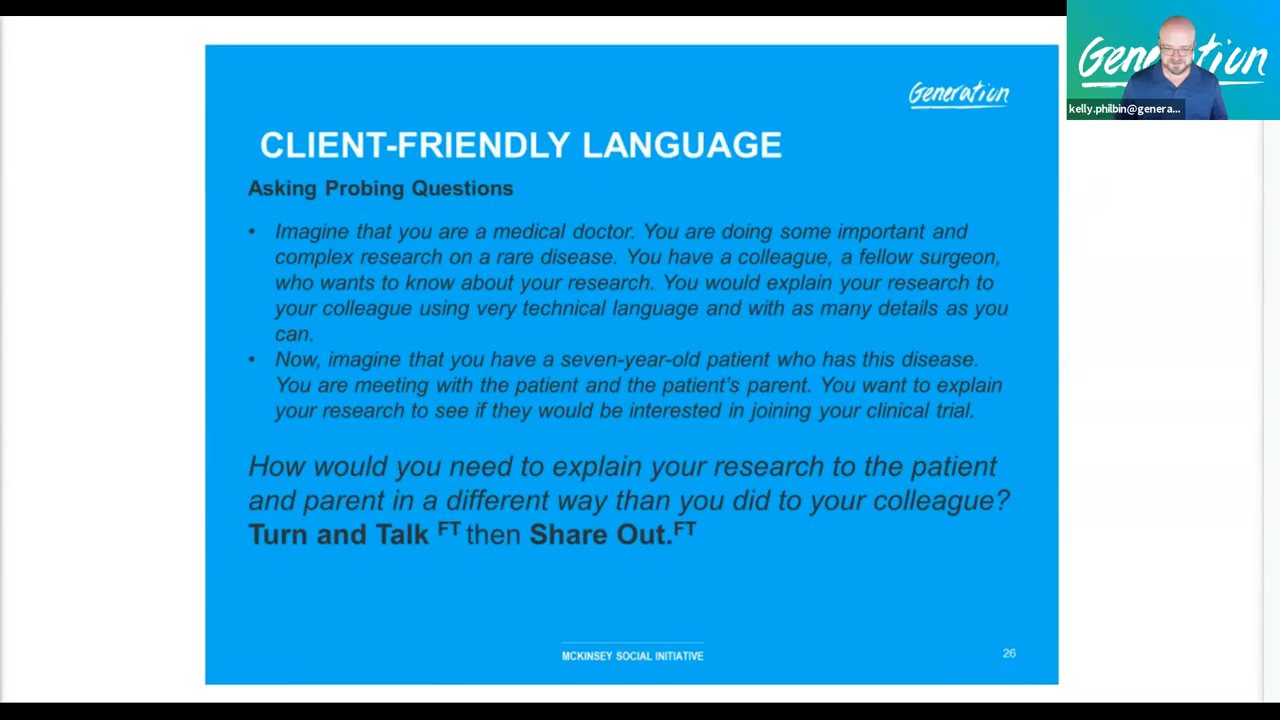 Generation
CLIENT-FRIENDLY LANGUAGE
Asking Probing Questions
• Imagine that you are a medical doctor. You are doing some important and
complex research on a rare disease. You have a colleague, a fellow surgeon,
who wants to know about your research. You would explain your research to
your colleague using very technical language and with as many details as you
can.
• Now, imagine that you have a seven-year-old patient who has this disease.
You are meeting with the patient and the patient's parent. You want to explain
your research to see if they would be interested in joining your clinical trial.
How would you need to explain your research to the patient
and parent in a different way than you did to your colleague?
Turn and Talk FT then Share Out.FT
MCKINSEY SOCIAL INITIATIVE
26
Gene tion
kelly.philbin@genera...